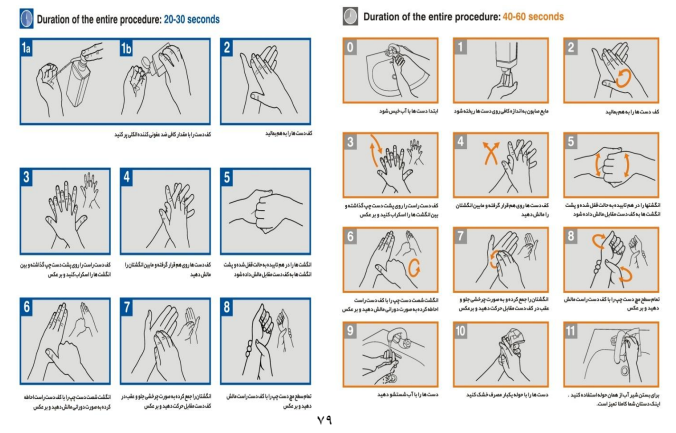 Duration of the entire procedure: 20-30 seconds
1a
1b
2
کف دست را با مقدار کافی ضد عفونی کننده الکلی پر کنید
کف دست ها را به هم بمالید
3
4
5
کف دست راست را روی پشت دست چپ گذاشته و بین
انگشت ها را اسکراب کنید و بر عکس
کف دست ها روی هم قرار گرفته و مابین انگشتان را
مالش دهید
انگشت ها را در هم تابیده به حالت قفل شده و پشت
انگشت ها به کف دست مقابل مالش داده شود
6
7
8
انگشت شصت دست چپ را با کف دست راست احاطه
کرده به صورت دورانی مالش دهید و بر عکس
انگشتان را جمع کرده به صورت چرخشی جلو و عقب در
کف دست مقابل حرکت دهید و بر عکس
تمام سطح مچ دست چپ را با کف دست راست مالش
دهید و بر عکس
Duration of the entire procedure: 40-60 seconds
0
1
2
ابتدا دست ها با آب خیس شود
مایع صابون به اندازه کافی روی دست ها ریخته شود
کف دست ها را به هم بمالید
3
4
5
کف دست راست را روی پشت دست چپ گذاشته و
بین انگشت ها را اسکراب کنید و بر عکس
کف دست ها روی هم قرار گرفته و مابین انگشتان
را مالش دهید
انگشتها را در هم تابیده به حالت قفل شده و پشت
انگشت ها به کف دست مقابل مالش داده شود
6
7
8
انگشت شصت دست چپ را با کف دست راست
احاطه کرده به صورت دورانی مالش دهید و بر عکس
انگشتان را جمع کرده و به صورت چرخشی جلو و
عقب در کف دست مقابل حرکت دهید و بر عکس
تمام سطح مچ دست چپ را با کف دست راست مالش
دهید و بر عکس
9
10
11
دست ها را با آب شستشو دهید
دست ها را با حوله یکبار مصرف خشک کنید
برای بستن شیر آب از همان حوله استفاده کنید .
اینک دستان شما کاملا تمیز است.
۷۹